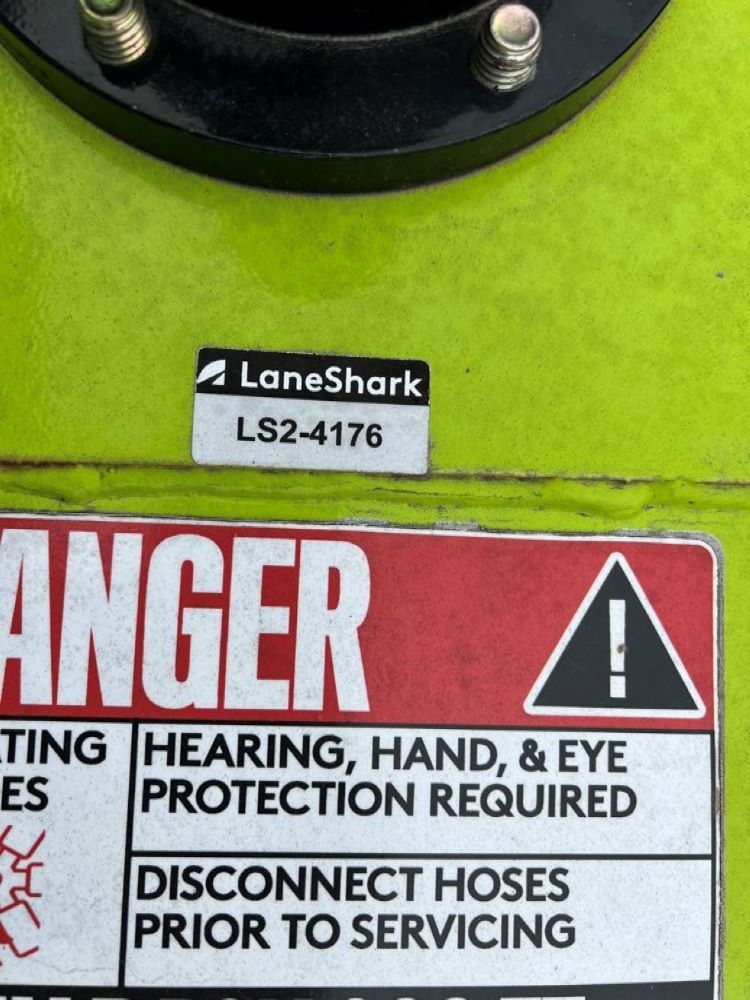 LaneShark
LS2-4176
ANGER
TING
ES
HEARING, HAND, & EYE
PROTECTION REQUIRED
DISCONNECT HOSES
PRIOR TO SERVICING